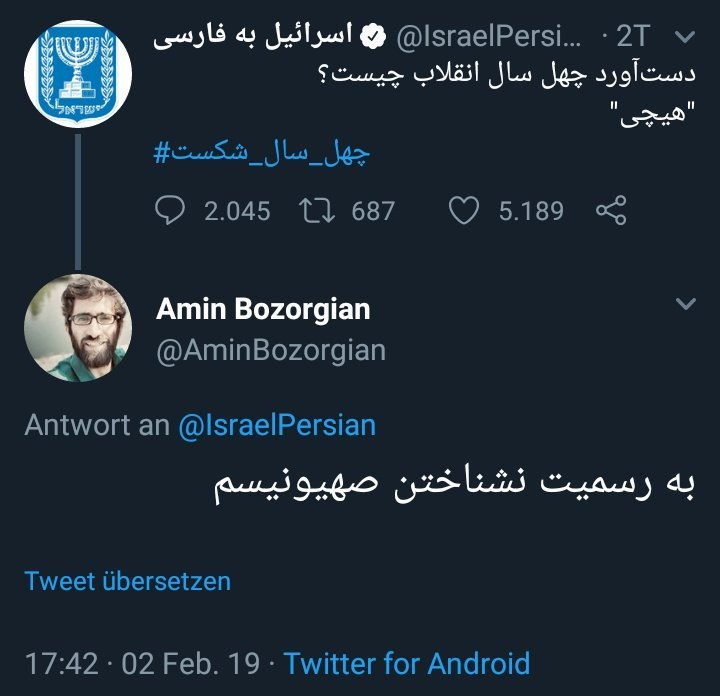 اسرائیل به فارسی @IsraelPersi... · 2T
دست‌آورد چهل سال انقلاب چیست؟
"هیچی"
#چهل_سال_شکست
2.045 687 5.189
ישראל
Amin Bozorgian
@AminBozorgian
Antwort an @IsraelPersian
به رسمیت نشناختن صهیونیسم
Tweet übersetzen
17:42 · 02 Feb. 19 · Twitter for Android